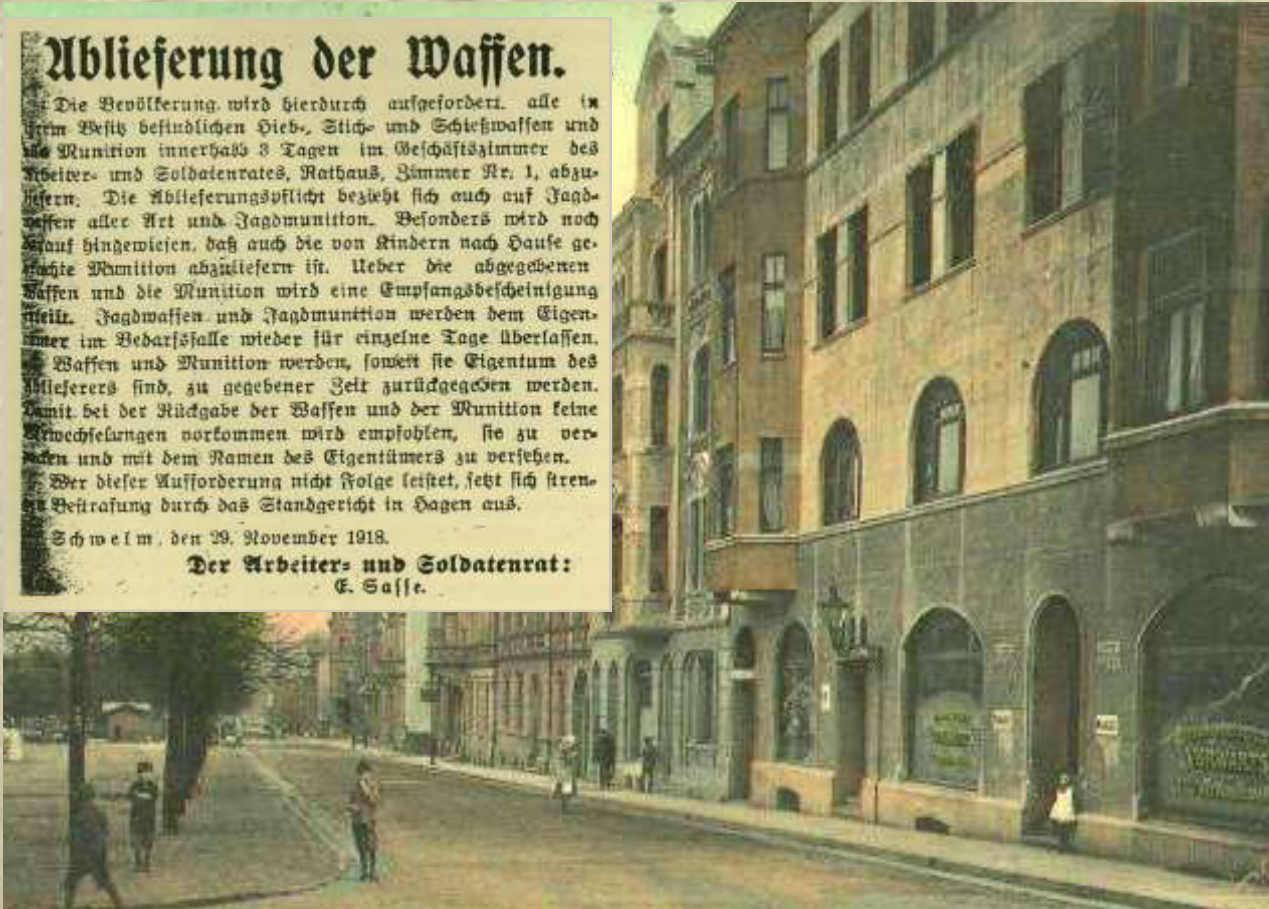 Ablieferung der Waffen.
Die Bevölkerung wird hierdurch aufgefordert, alle in
Besitz befindlichen Hieb-, Stich- und Schießwaffen und
Munition innerhalb 3 Tagen im Geschäftszimmer des
Arbeiter- und Soldatenrates, Rathaus, Zimmer Nr. 1, abzu-
liefern. Die Ablieferungspflicht bezieht sich auch auf Jagd-
waffen aller Art und Jagdmunition. Besonders wird noch
darauf hingewiesen, daß auch die von Kindern nach Hause ge-
brachte Munition abzuliefern ist. Ueber die abgegebenen
Waffen und die Munition wird eine Empfangsbescheinigung
erteilt. Jagdwaffen und Jagdmunition werden dem Eigen-
tümer im Bedarfsfalle wieder für einzelne Tage überlassen.
Waffen und Munition werden, soweit sie Eigentum des
Ablieferers sind, zu gegebener Zeit zurückgegeben werden.
Damit bei der Rückgabe der Waffen und der Munition keine
Verwechselungen vorkommen wird empfohlen, sie zu ver-
und mit dem Namen des Eigentümers zu versehen.
Wer dieser Aufforderung nicht Folge leistet, setzt sich stren-
Bestrafung durch das Standgericht in Hagen aus.
Schwelm, den 29. November 1918.
Der Arbeiter- und Soldatenrat:
E. Sasse.